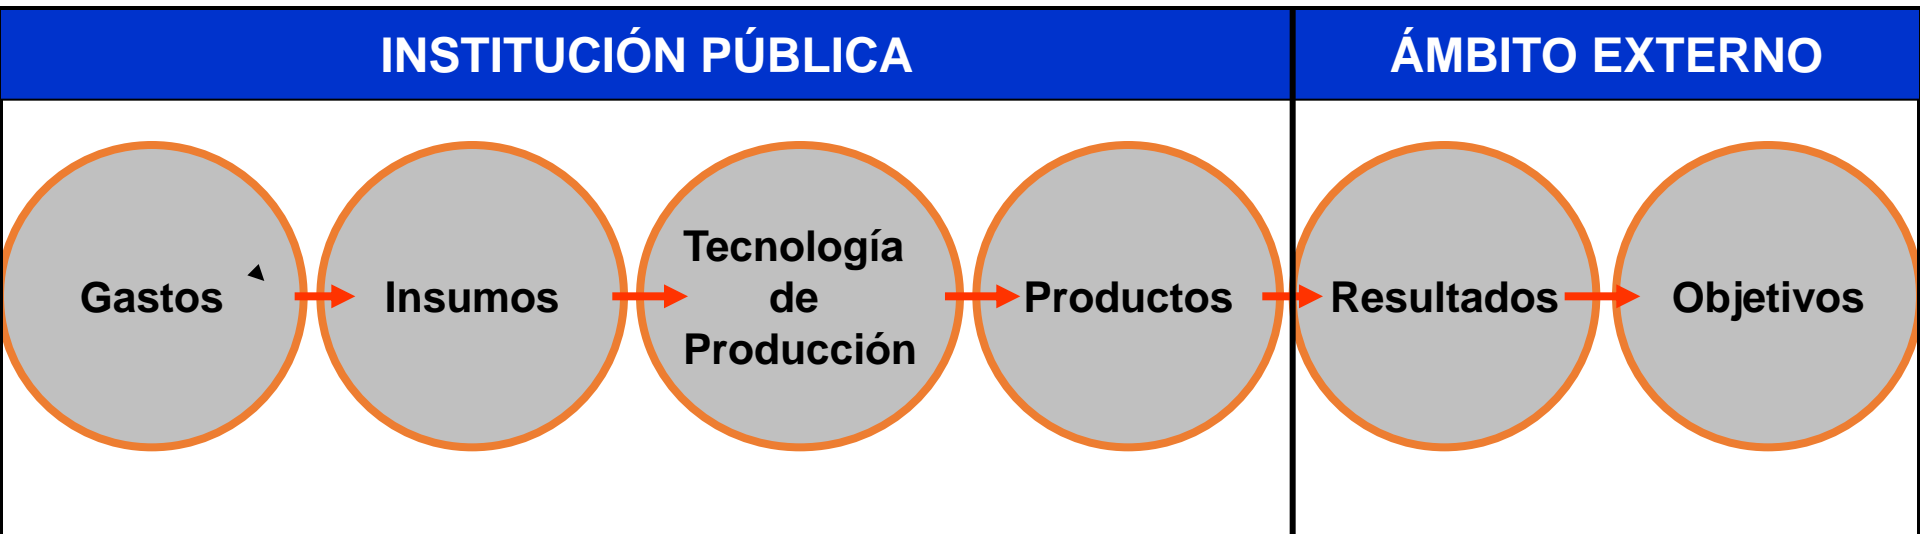 INSTITUCIÓN PÚBLICA
ÁMBITO EXTERNO
Gastos
Insumos
Tecnología
de
Producción
Productos
Resultados
Objetivos